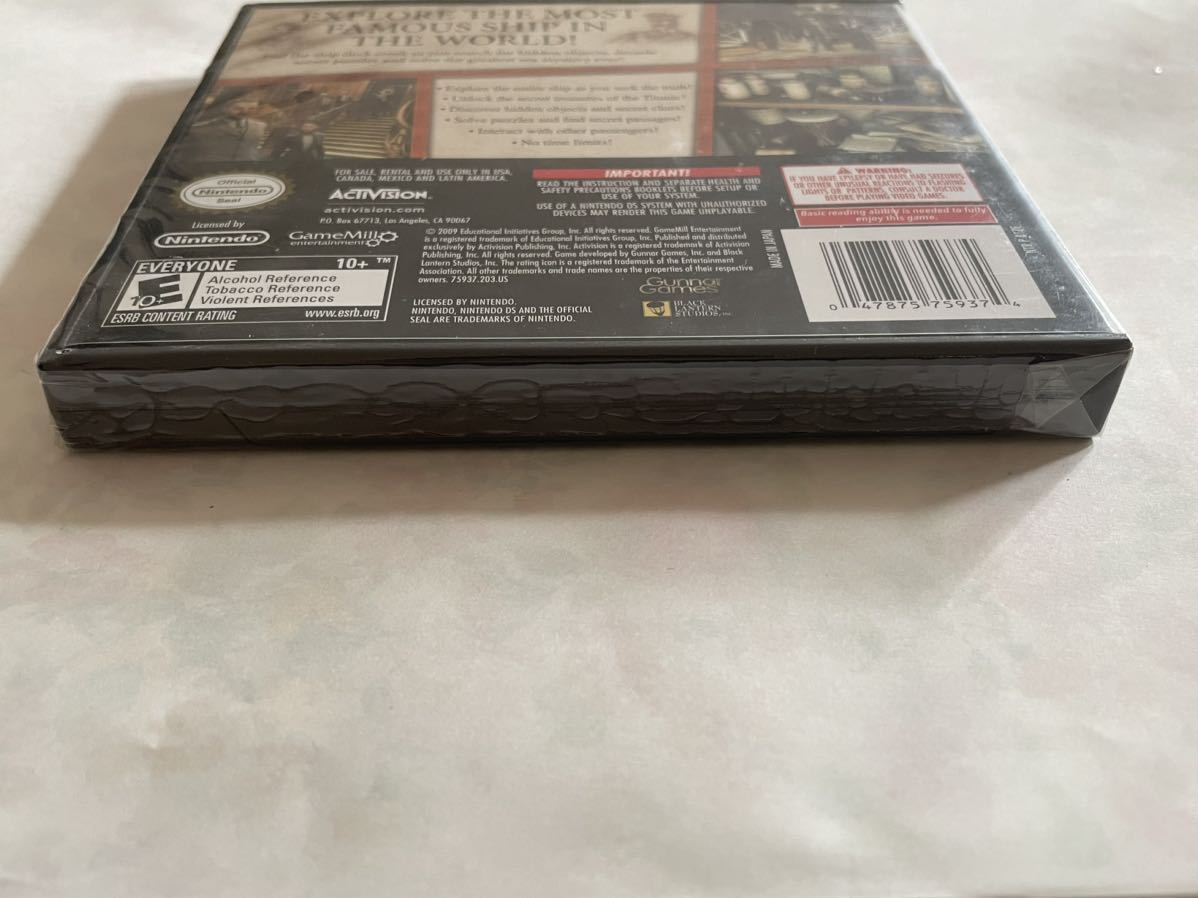 EXPLORE THE MOST
FAMOUS SHIP IN
THE WORLD!
• Explore the entire ship as you seek the truth!
• Unlock the secret treasures of the Titanic!
• Discover hidden objects and secret clues!
• Solve puzzles and find secret passages!
• Interact with other passengers!
• No time limits!
Official
Nintendo
Seal
Licensed by
Nintendo
FOR SALE, RENTAL AND USE ONLY IN USA,
CANADA, MEXICO AND LATIN AMERICA.
ACTIVISION
activision.com
P.O. Box 67713, Los Angeles, CA 90067
GameMill
entertainment
IMPORTANT!
READ THE INSTRUCTION AND SEPARATE HEALTH AND
SAFETY PRECAUTIONS BOOKLETS BEFORE SETUP OR
USE OF YOUR SYSTEM.
USE OF A NINTENDO DS SYSTEM WITH UNAUTHORIZED
DEVICES MAY RENDER THIS GAME UNPLAYABLE.
WARNING:
IF YOU HAVE EPILEPSY OR HAVE HAD SEIZURES
OR OTHER UNUSUAL REACTIONS TO FLASHING
LIGHTS OR PATTERNS, CONSULT A DOCTOR
BEFORE PLAYING VIDEO GAMES.
Basic reading ability is needed to fully
enjoy this game.
© 2009 Educational Initiatives Group, Inc. All rights reserved. GameMill Entertainment
is a registered trademark of Educational Initiatives Group, Inc. Published and distributed
exclusively by Activision Publishing, Inc. Activision is a registered trademark of Activision
Publishing, Inc. All rights reserved. Game developed by Gunnar Games, Inc. and Black
Lantern Studios, Inc. The rating icon is a registered trademark of the Entertainment
Association. All other trademarks and trade names are the properties of their respective
owners. 75937.203.US
EVERYONE 10+ ™
E
10+
Alcohol Reference
Tobacco Reference
Violent References
ESRB CONTENT RATING www.esrb.org
LICENSED BY NINTENDO.
NINTENDO, NINTENDO DS AND THE OFFICIAL
SEAL ARE TRADEMARKS OF NINTENDO.
Gunnar
Games
BLACK
LANTERN
STUDIOS, INC.
MADE IN JAPAN
0 47875 75937 4